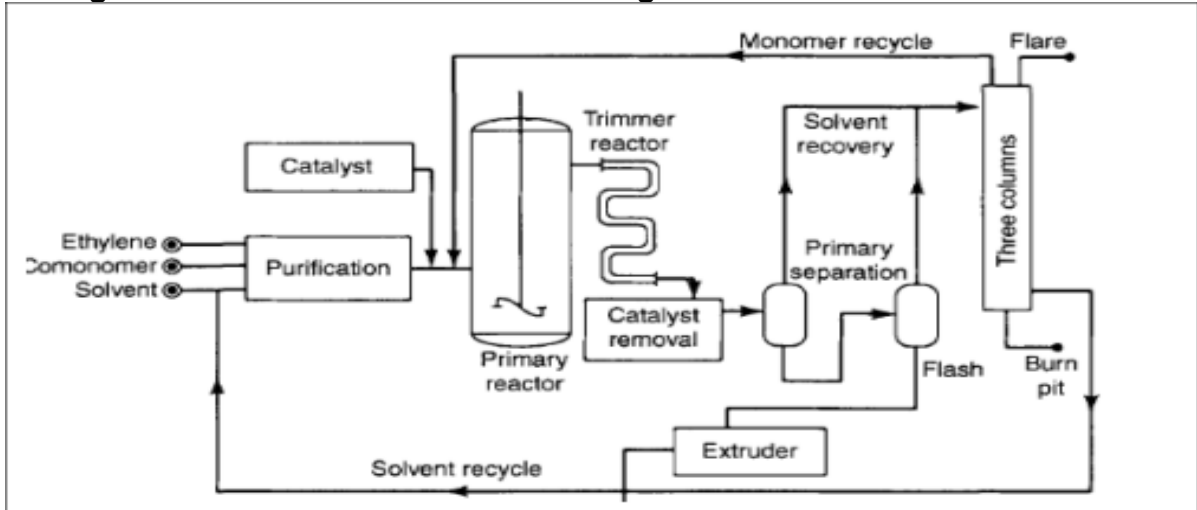 Monomer recycle
Flare
Trimmer
reactor
Solvent
recovery
Catalyst
Three columns
Ethylene
Comonomer
Solvent
Purification
Primary
separation
Catalyst
removal
Primary
reactor
Flash
Burn
pit
Extruder
Solvent recycle